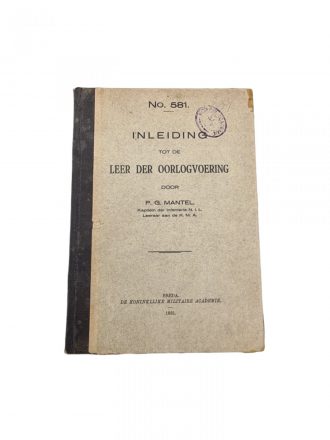 No. 581.
INLEIDING
TOT DE
LEER DER OORLOGVOERING
DOOR
P. G. MANTEL.
Kapitein der Infanterie N. I. L.
Leeraar aan de K. M. A.
BREDA.
DE KONINKLIJKE MILITAIRE ACADEMIE.